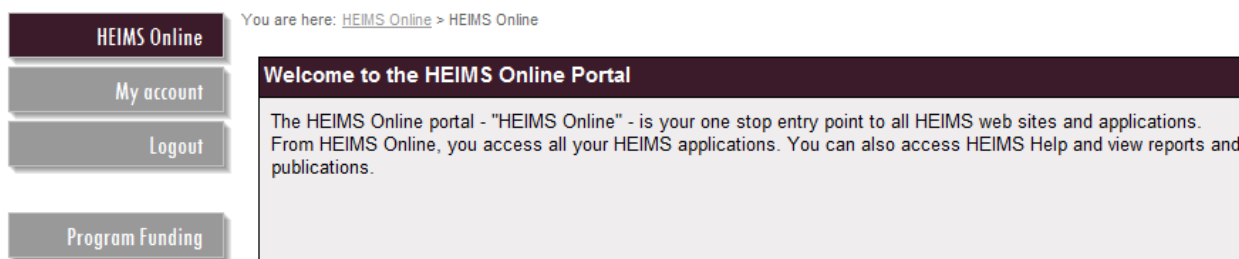 You are here: HEIMS Online > HEIMS Online
HEIMS Online
My account
Logout
Program Funding
Welcome to the HEIMS Online Portal
The HEIMS Online portal - "HEIMS Online" - is your one stop entry point to all HEIMS web sites and applications.
From HEIMS Online, you access all your HEIMS applications. You can also access HEIMS Help and view reports and
publications.